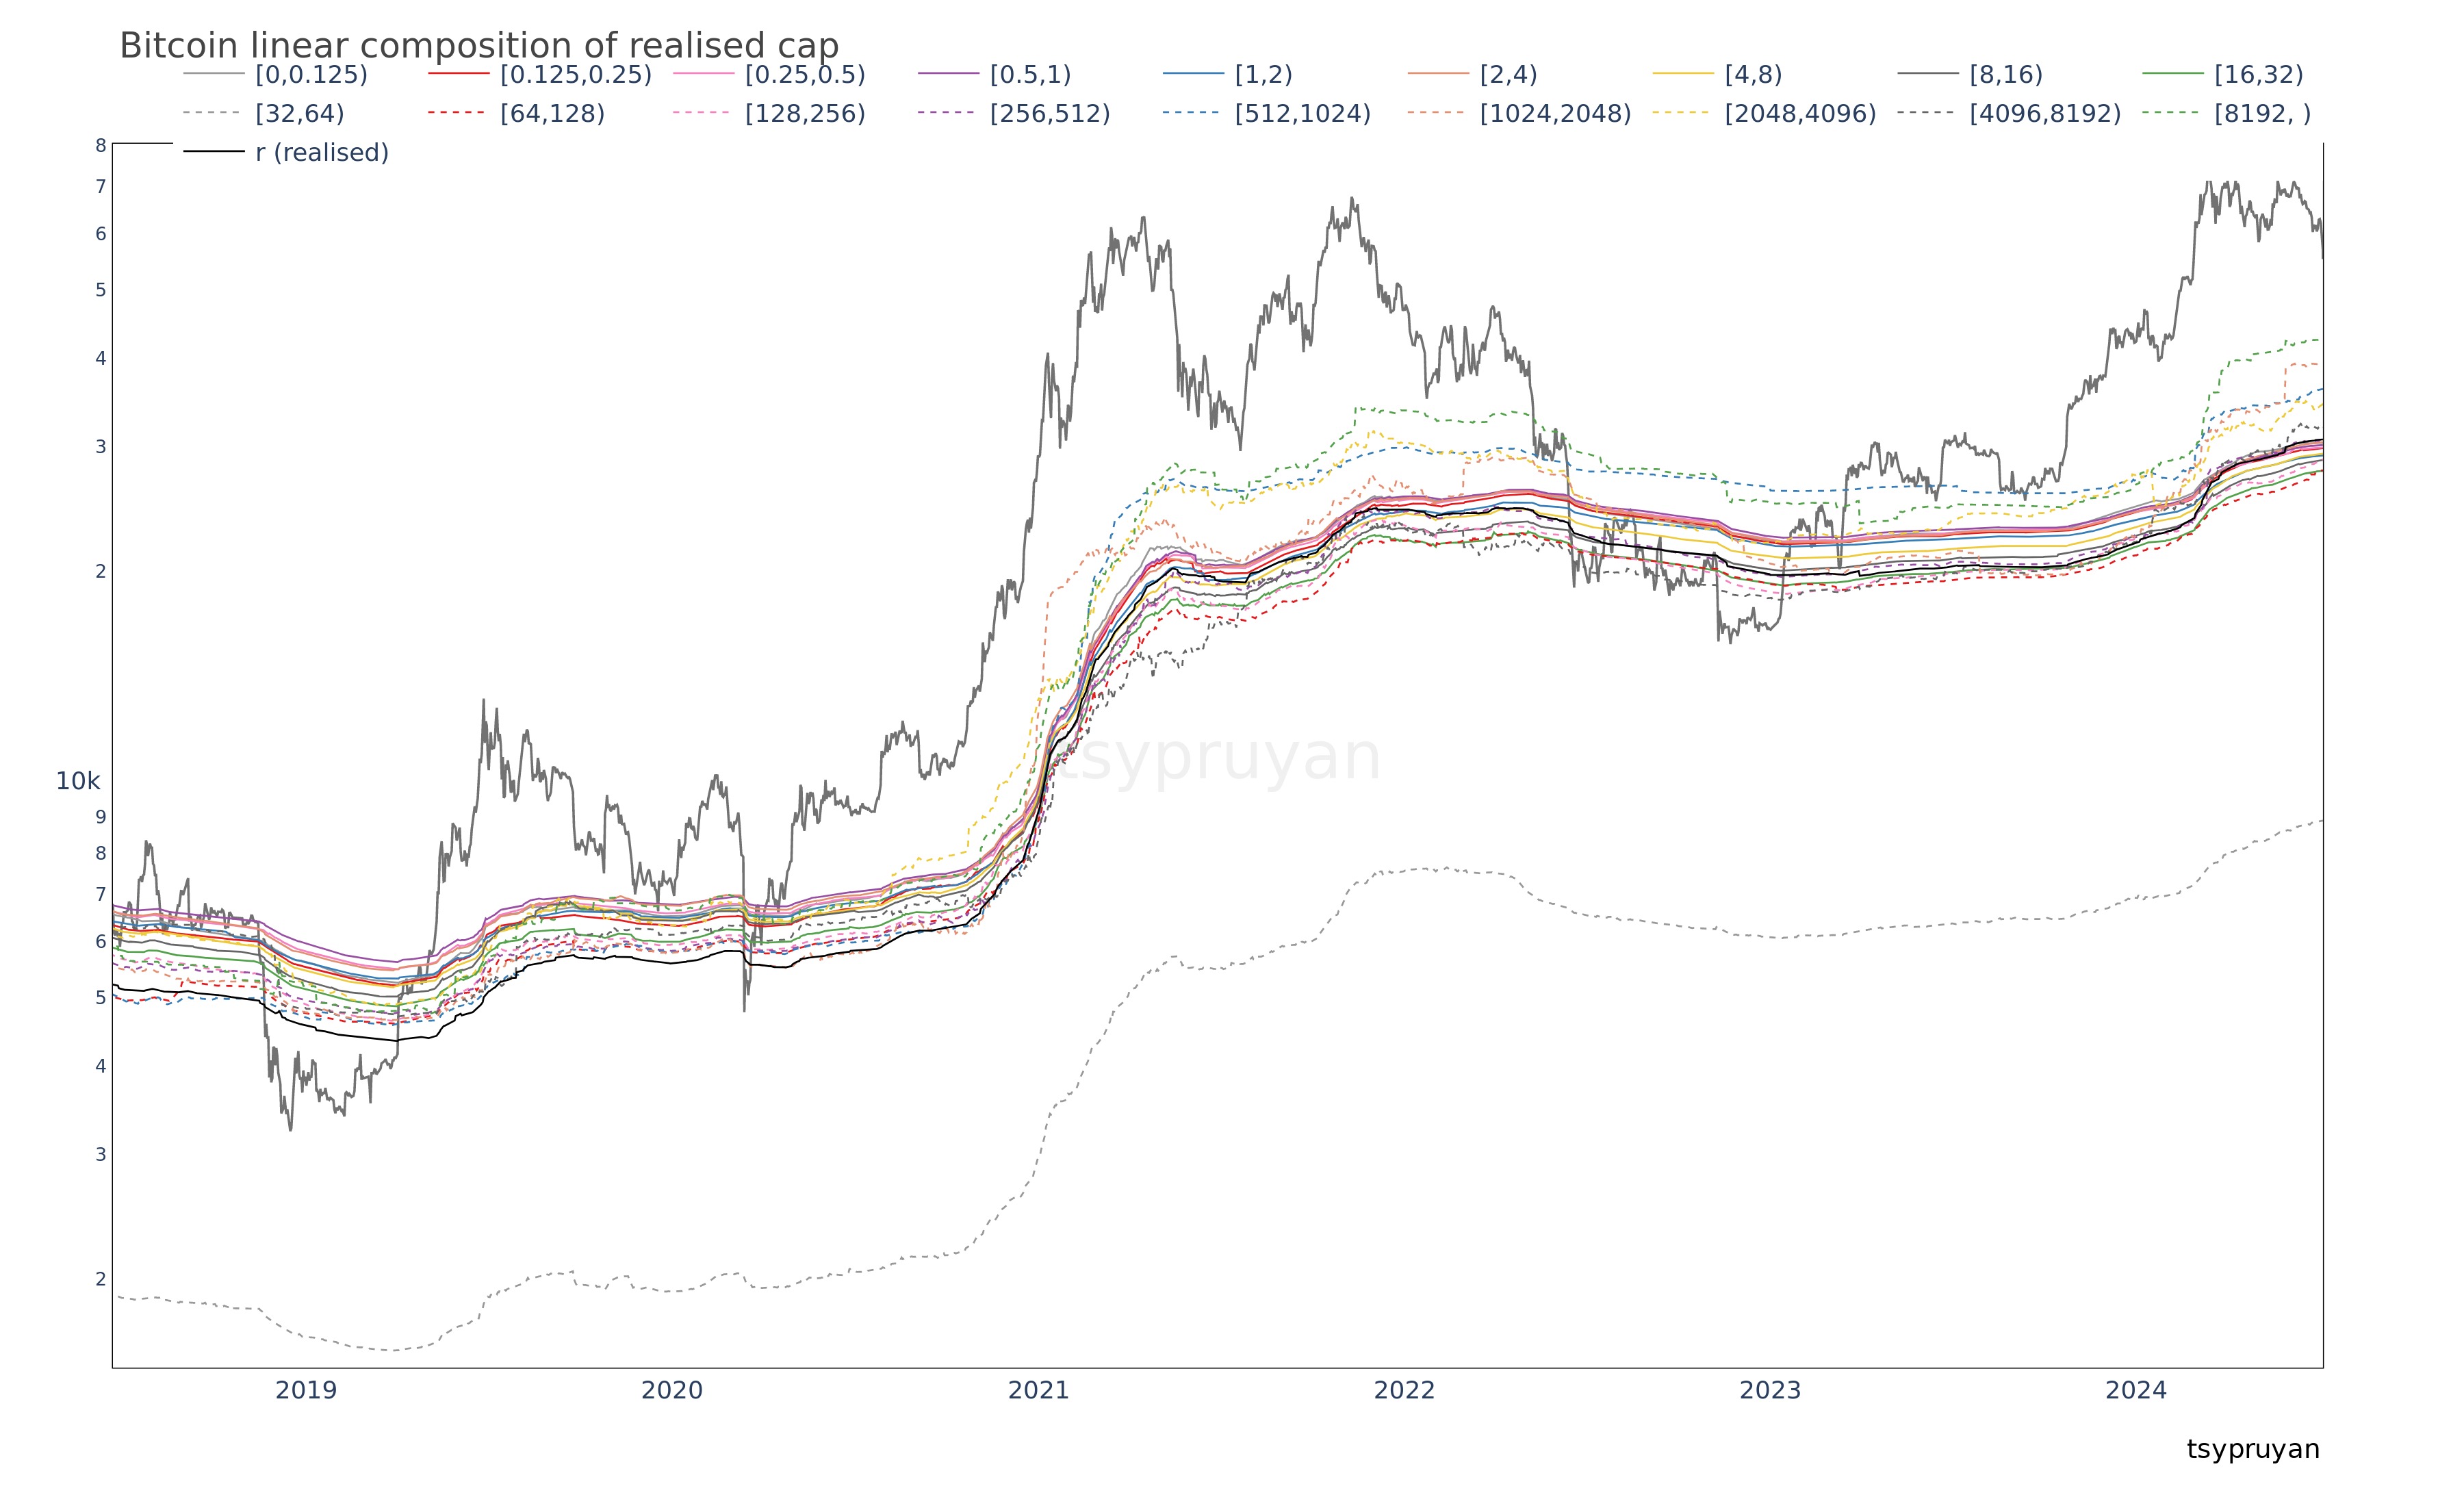 Bitcoin linear composition of realised cap
[0,0.125) [0.125,0.25) [0.25,0.5) [0.5,1) [1,2) [2,4) [4,8) [8,16) [16,32)
[32,64) [64,128) [128,256) [256,512) [512,1024) [1024,2048) [2048,4096) [4096,8192) [8192, )
r (realised)
8
7
6
5
4
3
2
tsypruyan
10k
9
8
7
6
5
4
3
2
2019 2020 2021 2022 2023 2024
tsypruyan